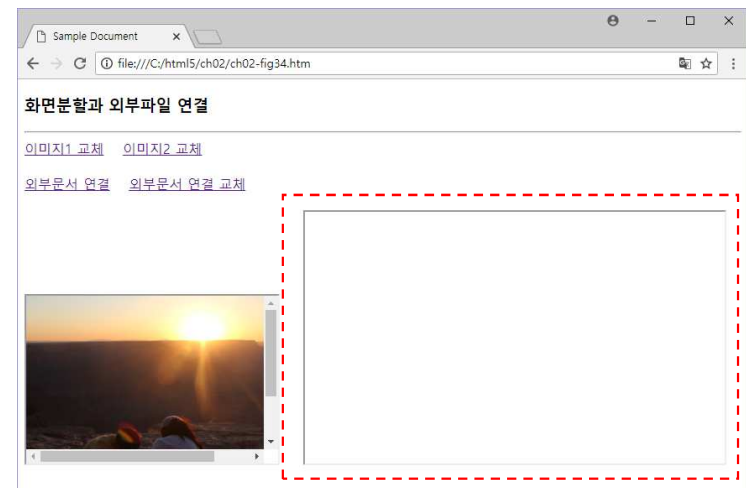 Sample Document
file:///C:/html5/ch02/ch02-fig34.htm
화면분할과 외부파일 연결
이미지1 교체 이미지2 교체
외부문서 연결 외부문서 연결 교체